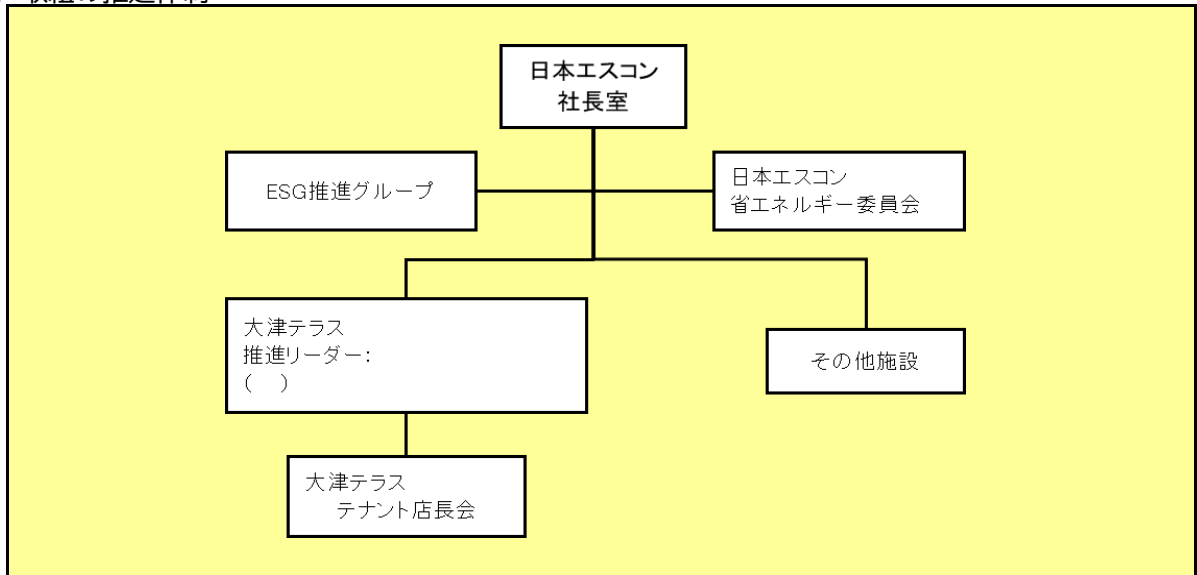 日本エスコン
社長室
ESG推進グループ
日本エスコン
省エネルギー委員会
大津テラス
推進リーダー:
(　)
その他施設
大津テラス
テナント店長会